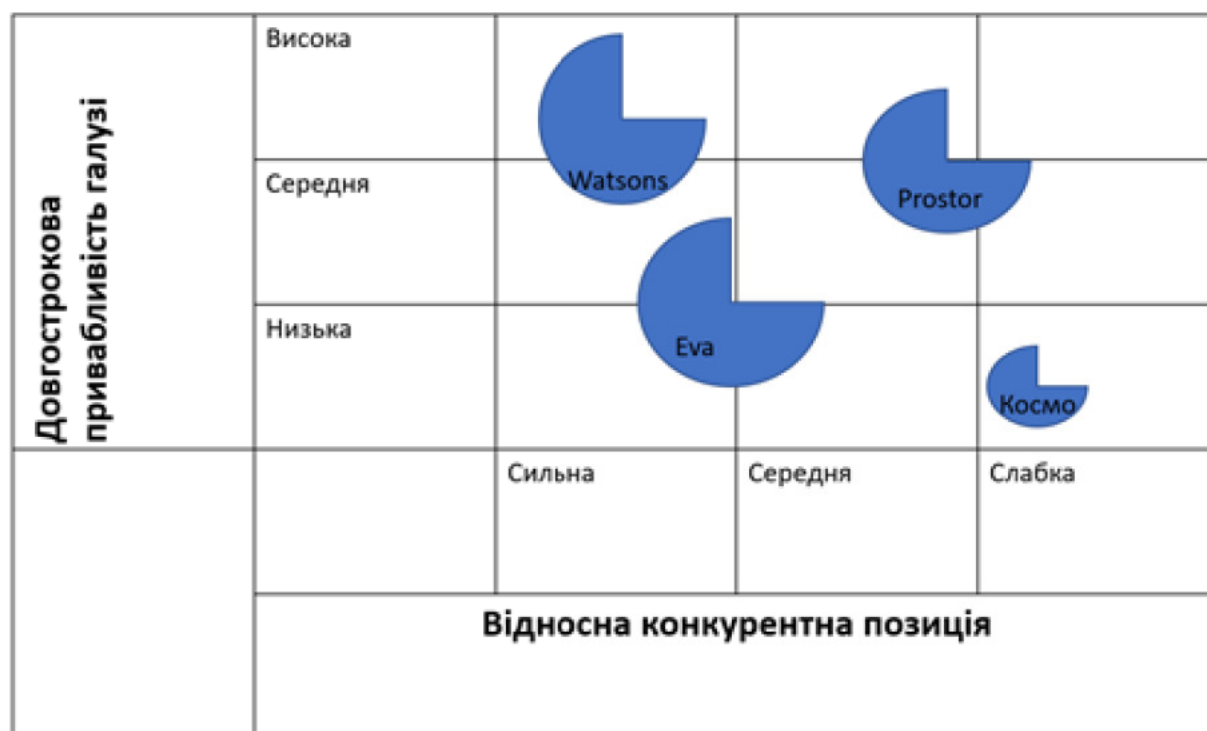 Довгострокова
привабливість галузі
Висока
Watsons
Середня
Prostor
Низька
Eva
Космо
Сильна
Середня
Слабка
Відносна конкурентна позиція